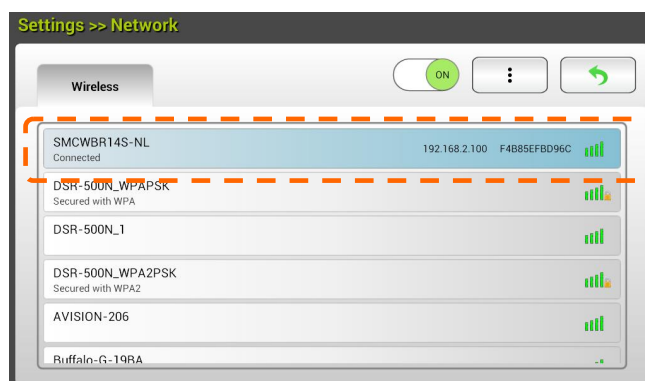 Settings >> Network
Wireless
ON
SMCWBR14S-NL
Connected
192.168.2.100 F4B85EFBD96C
DSR-500N_WPAPSK
Secured with WPA
DSR-500N_1
DSR-500N_WPA2PSK
Secured with WPA2
AVISION-206
Buffalo-G-19BA